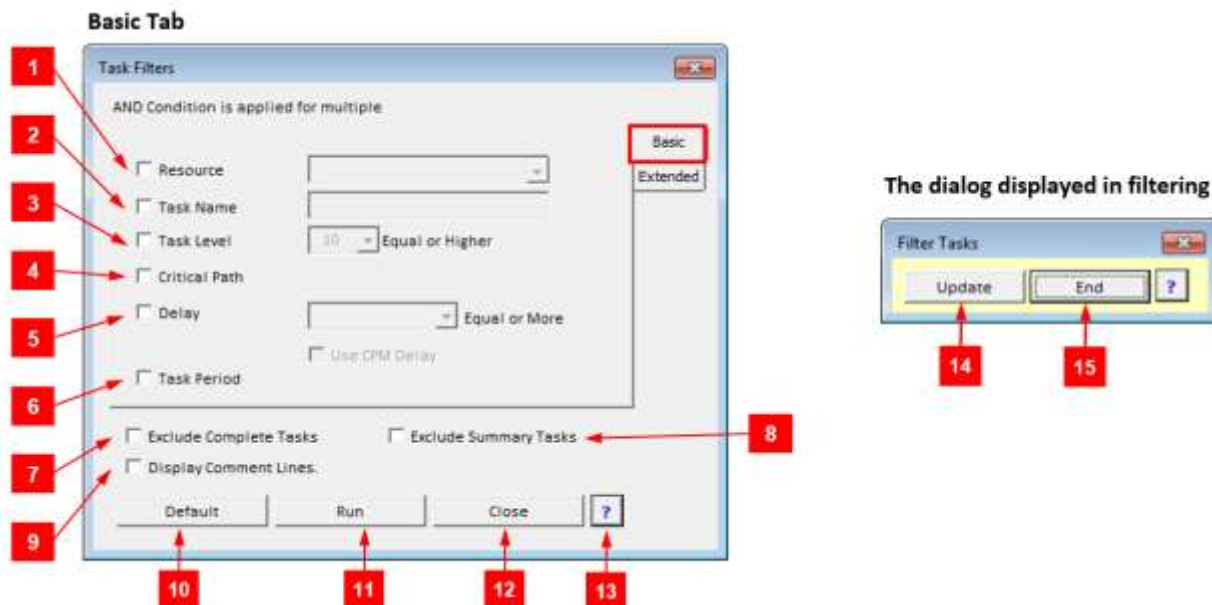 Basic Tab
1
Task Filters
AND Condition is applied for multiple
2
Basic
Resource
Extended
3
Task Name
Task Level 10 Equal or Higher
4
Critical Path
Delay Equal or More
5
Use CPM Delay
Task Period
6
Exclude Complete Tasks Exclude Summary Tasks
8
7
Display Comment Lines.
Default Run Close ?
9
10 11 12 13
The dialog displayed in filtering
Filter Tasks
Update End ?
14 15